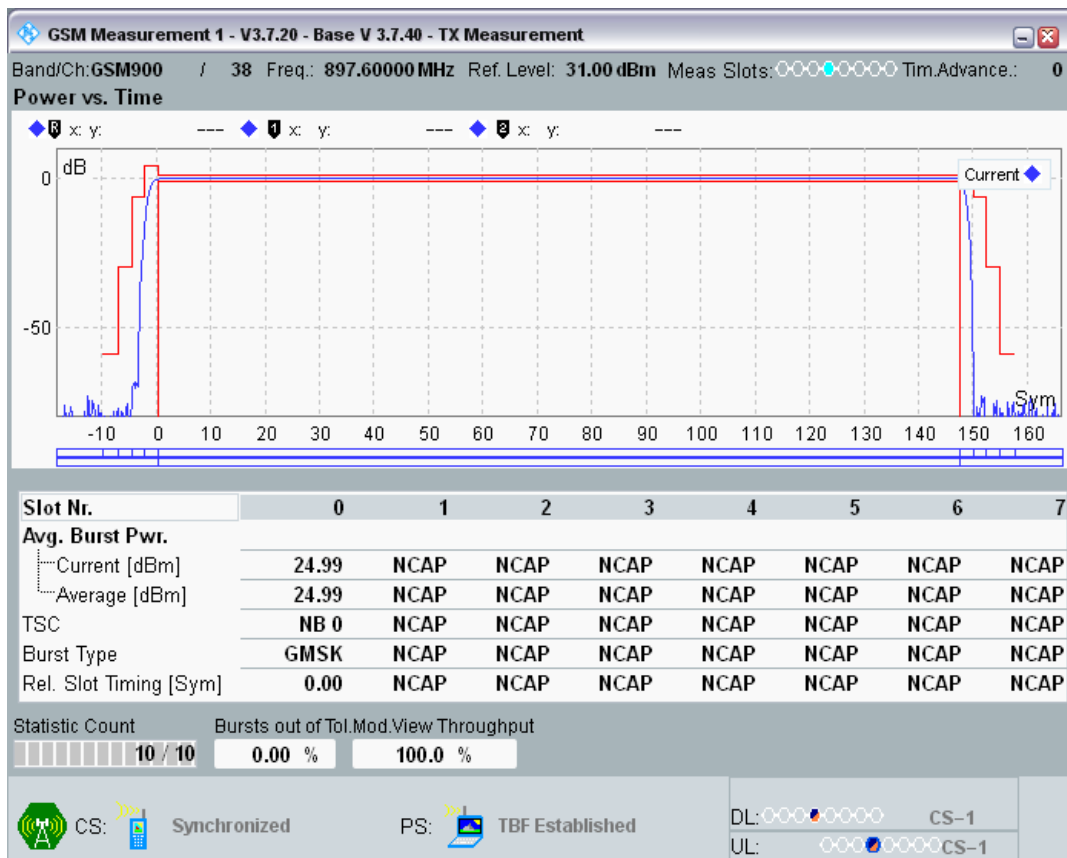 GSM Measurement 1 - V3.7.20 - Base V 3.7.40 - TX Measurement
Band/Ch:GSM900 / 38 Freq.: 897.60000 MHz Ref. Level: 31.00 dBm Meas Slots: Tim.Advance.: 0
Power vs. Time
R x: y: --- 1 x: y: --- 2 x: y: ---
dB
Current
0
-50
Sym
-10 0 10 20 30 40 50 60 70 80 90 100 110 120 130 140 150 160
Slot Nr. 0 1 2 3 4 5 6 7
Avg. Burst Pwr.
Current [dBm] 24.99 NCAP NCAP NCAP NCAP NCAP NCAP NCAP
Average [dBm] 24.99 NCAP NCAP NCAP NCAP NCAP NCAP NCAP
TSC NB 0 NCAP NCAP NCAP NCAP NCAP NCAP NCAP
Burst Type GMSK NCAP NCAP NCAP NCAP NCAP NCAP NCAP
Rel. Slot Timing [Sym] 0.00 NCAP NCAP NCAP NCAP NCAP NCAP NCAP
Statistic Count Bursts out of Tol.Mod.View Throughput
10 / 10 0.00 % 100.0 %
CS: Synchronized PS: TBF Established
DL: CS-1
UL: CS-1